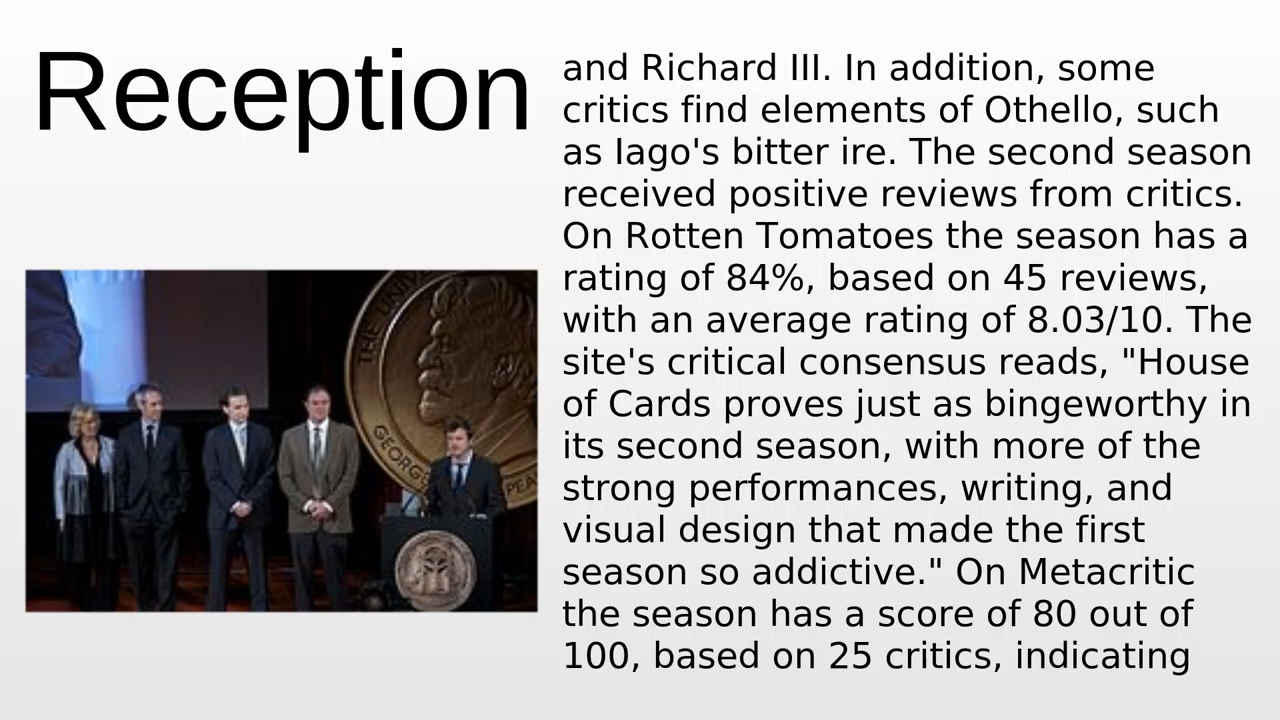 Reception
and Richard III. In addition, some
critics find elements of Othello, such
as Iago's bitter ire. The second season
received positive reviews from critics.
On Rotten Tomatoes the season has a
rating of 84%, based on 45 reviews,
with an average rating of 8.03/10. The
site's critical consensus reads, "House
of Cards proves just as bingeworthy in
its second season, with more of the
strong performances, writing, and
visual design that made the first
season so addictive." On Metacritic
the season has a score of 80 out of
100, based on 25 critics, indicating
THE UNIV
GEORGE
PEA